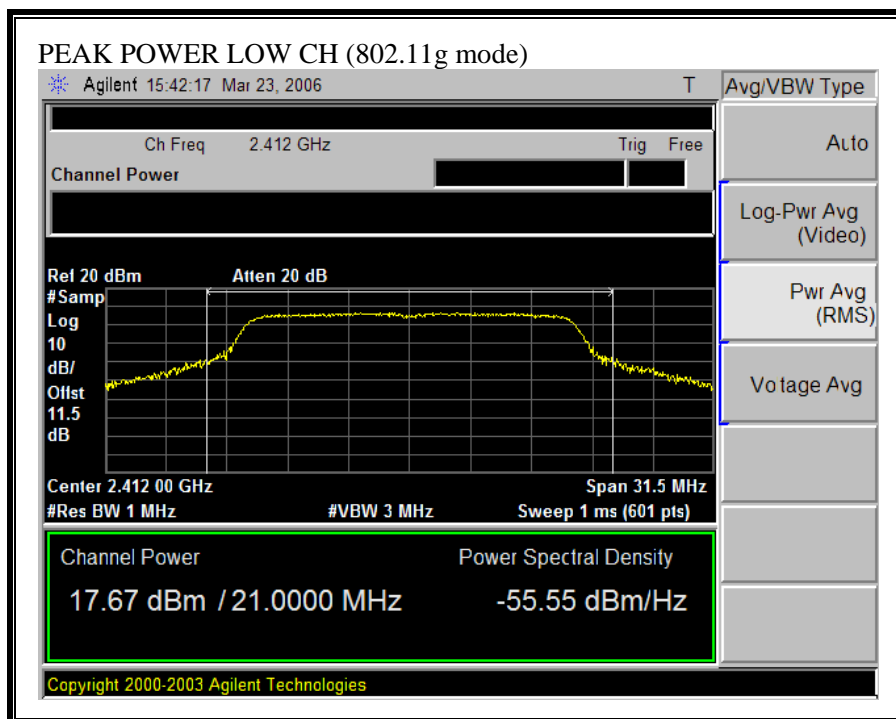 PEAK POWER LOW CH (802.11g mode)
Agilent 15:42:17 Mar 23, 2006 T
Avg/VBW Type
Ch Freq 2.412 GHz Trig Free
Channel Power
Auto
Log-Pwr Avg
(Video)
Pwr Avg
(RMS)
Voltage Avg
Ref 20 dBm Atten 20 dB
#Samp
Log
10
dB/
Offst
11.5
dB
Center 2.412 00 GHz Span 31.5 MHz
#Res BW 1 MHz #VBW 3 MHz Sweep 1 ms (601 pts)
Channel Power Power Spectral Density
17.67 dBm / 21.0000 MHz -55.55 dBm/Hz
Copyright 2000-2003 Agilent Technologies